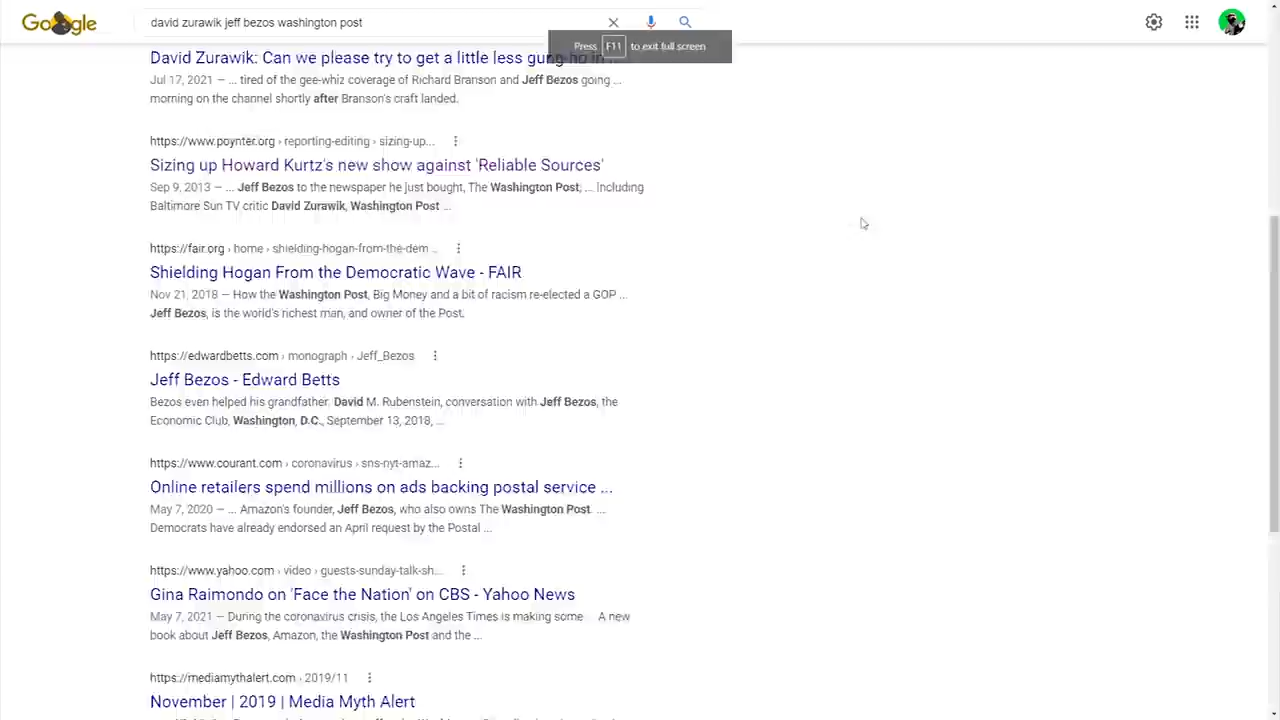 Google
david zurawik jeff bezos washington post
Press F11 to exit full screen
David Zurawik: Can we please try to get a little less gung ho in ...
Jul 17, 2021 — ... tired of the gee-whiz coverage of Richard Branson and Jeff Bezos going ...
morning on the channel shortly after Branson's craft landed.
https://www.poynter.org › reporting-editing › sizing-up...
Sizing up Howard Kurtz's new show against 'Reliable Sources'
Sep 9, 2013 — ... Jeff Bezos to the newspaper he just bought, The Washington Post, ... Including
Baltimore Sun TV critic David Zurawik, Washington Post ...
https://fair.org › home › shielding-hogan-from-the-dem...
Shielding Hogan From the Democratic Wave - FAIR
Nov 21, 2018 — How the Washington Post, Big Money and a bit of racism re-elected a GOP ...
Jeff Bezos, is the world's richest man, and owner of the Post.
https://edwardbetts.com › monograph › Jeff_Bezos
Jeff Bezos - Edward Betts
Bezos even helped his grandfather, David M. Rubenstein, conversation with Jeff Bezos, the
Economic Club, Washington, D.C., September 13, 2018, ...
https://www.courant.com › coronavirus › sns-nyt-amaz...
Online retailers spend millions on ads backing postal service ...
May 7, 2020 — ... Amazon's founder, Jeff Bezos, who also owns The Washington Post. ...
Democrats have already endorsed an April request by the Postal ...
https://www.yahoo.com › video › guests-sunday-talk-sh...
Gina Raimondo on 'Face the Nation' on CBS - Yahoo News
May 7, 2021 — During the coronavirus crisis, the Los Angeles Times is making some ... A new
book about Jeff Bezos, Amazon, the Washington Post and the ...
https://mediamythalert.com › 2019/11
November | 2019 | Media Myth Alert